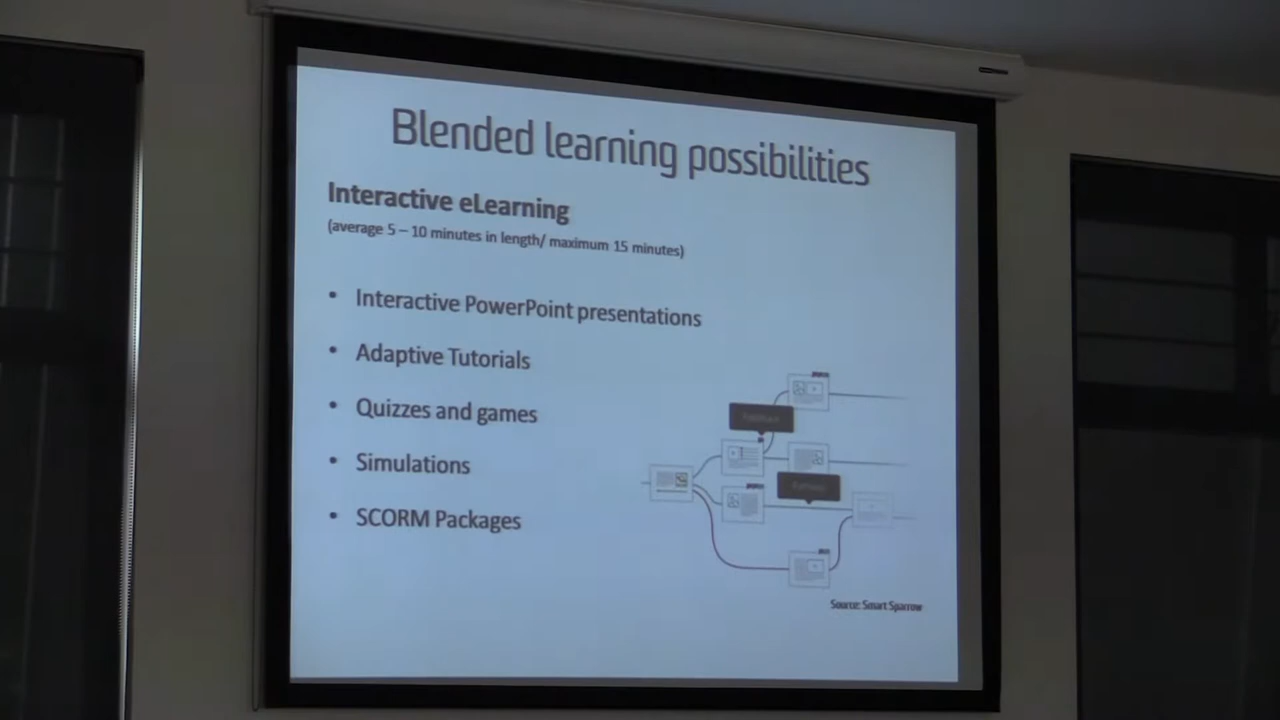 Blended learning possibilities
Interactive eLearning
(average 5 – 10 minutes in length/ maximum 15 minutes)
• Interactive PowerPoint presentations
• Adaptive Tutorials
• Quizzes and games
• Simulations
• SCORM Packages
Source: Smart Sparrow